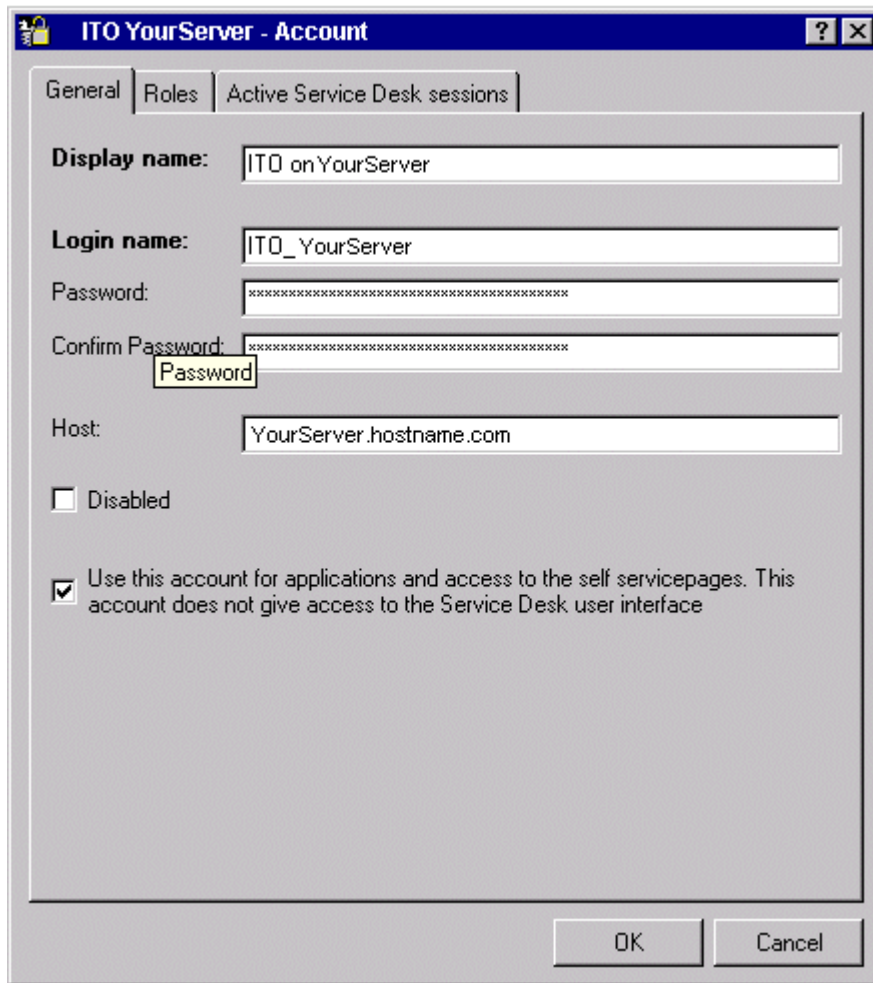 ITO YourServer - Account
General Roles Active Service Desk sessions
Display name: ITO onYourServer
Login name: ITO_YourServer
Password: ****************************************
Confirm Password: ****************************************
Password
Host: YourServer.hostname.com
Disabled
Use this account for applications and access to the self servicepages. This
account does not give access to the Service Desk user interface
OK Cancel